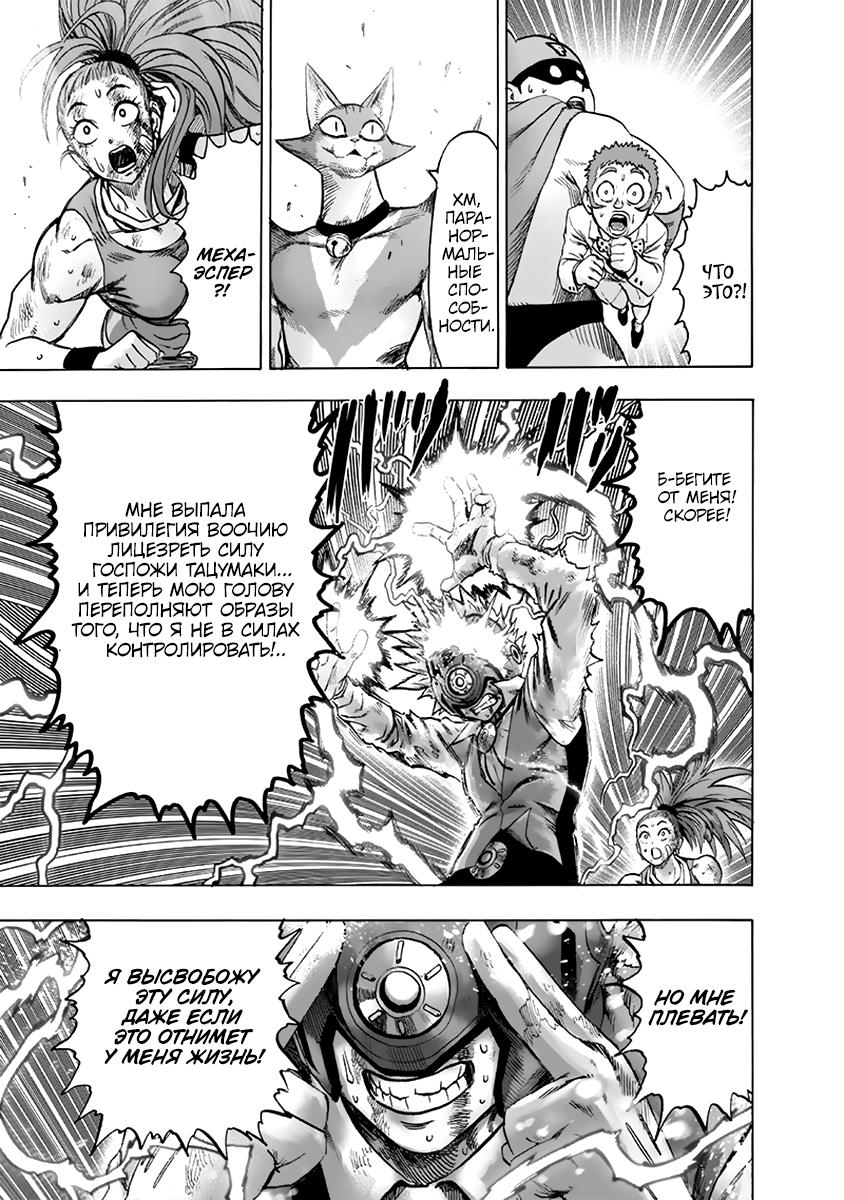 ЧТО
ЭТО?!
ХМ,
ПАРА-
НОР-
МАЛЬ-
НЫЕ
СПО-
СОБ-
НОСТИ.
МЕХА-
ЭСПЕР
?!
Б-БЕГИТЕ
ОТ МЕНЯ!
СКОРЕЕ!
МНЕ ВЫПАЛА
ПРИВИЛЕГИЯ ВООЧИЮ
ЛИЦЕЗРЕТЬ СИЛУ
ГОСПОЖИ ТАЦУМАКИ...
И ТЕПЕРЬ МОЮ ГОЛОВУ
ПЕРЕПОЛНЯЮТ ОБРАЗЫ
ТОГО, ЧТО Я НЕ В СИЛАХ
КОНТРОЛИРОВАТЬ!..
НО МНЕ
ПЛЕВАТЬ!
Я ВЫСВОБОЖУ
ЭТУ СИЛУ,
ДАЖЕ ЕСЛИ
ЭТО ОТНИМЕТ
У МЕНЯ ЖИЗНЬ!